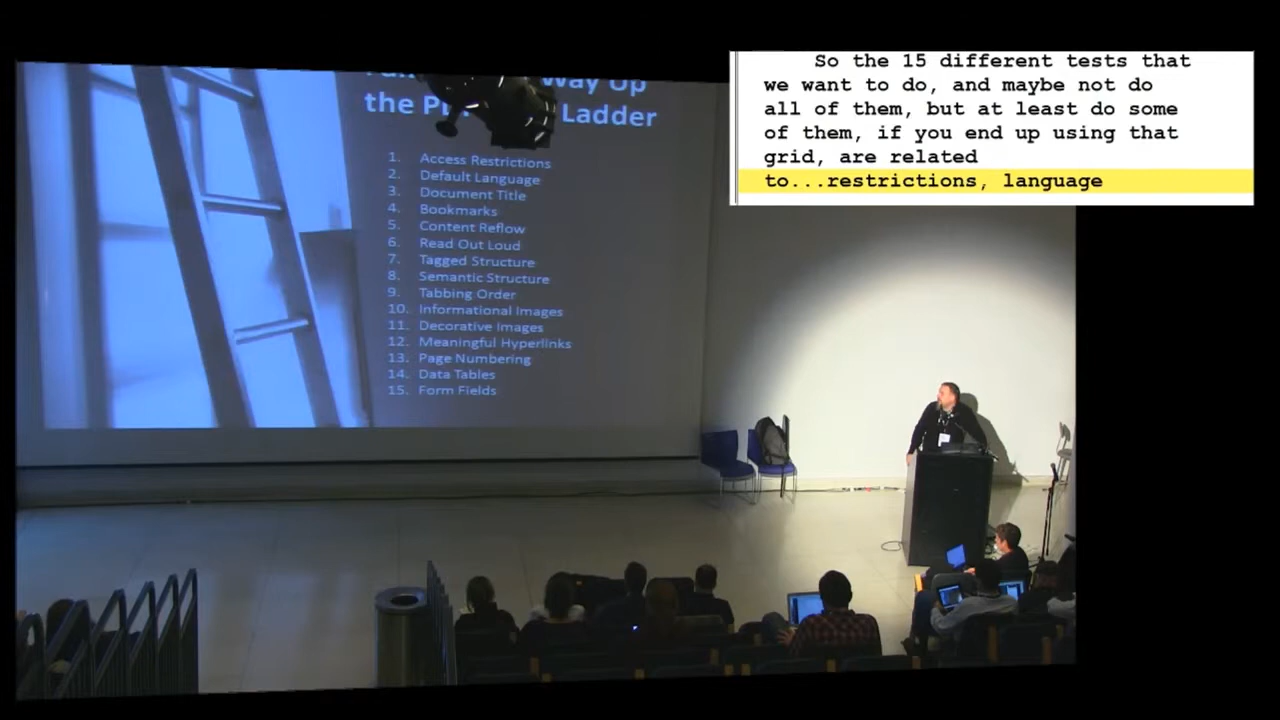 Way Up
the Ladder
1. Access Restrictions
2. Default Language
3. Document Title
4. Bookmarks
5. Content Reflow
6. Read Out Loud
7. Tagged Structure
8. Semantic Structure
9. Tabbing Order
10. Informational Images
11. Decorative Images
12. Meaningful Hyperlinks
13. Page Numbering
14. Data Tables
15. Form Fields
So the 15 different tests that
we want to do, and maybe not do
all of them, but at least do some
of them, if you end up using that
grid, are related
to...restrictions, language